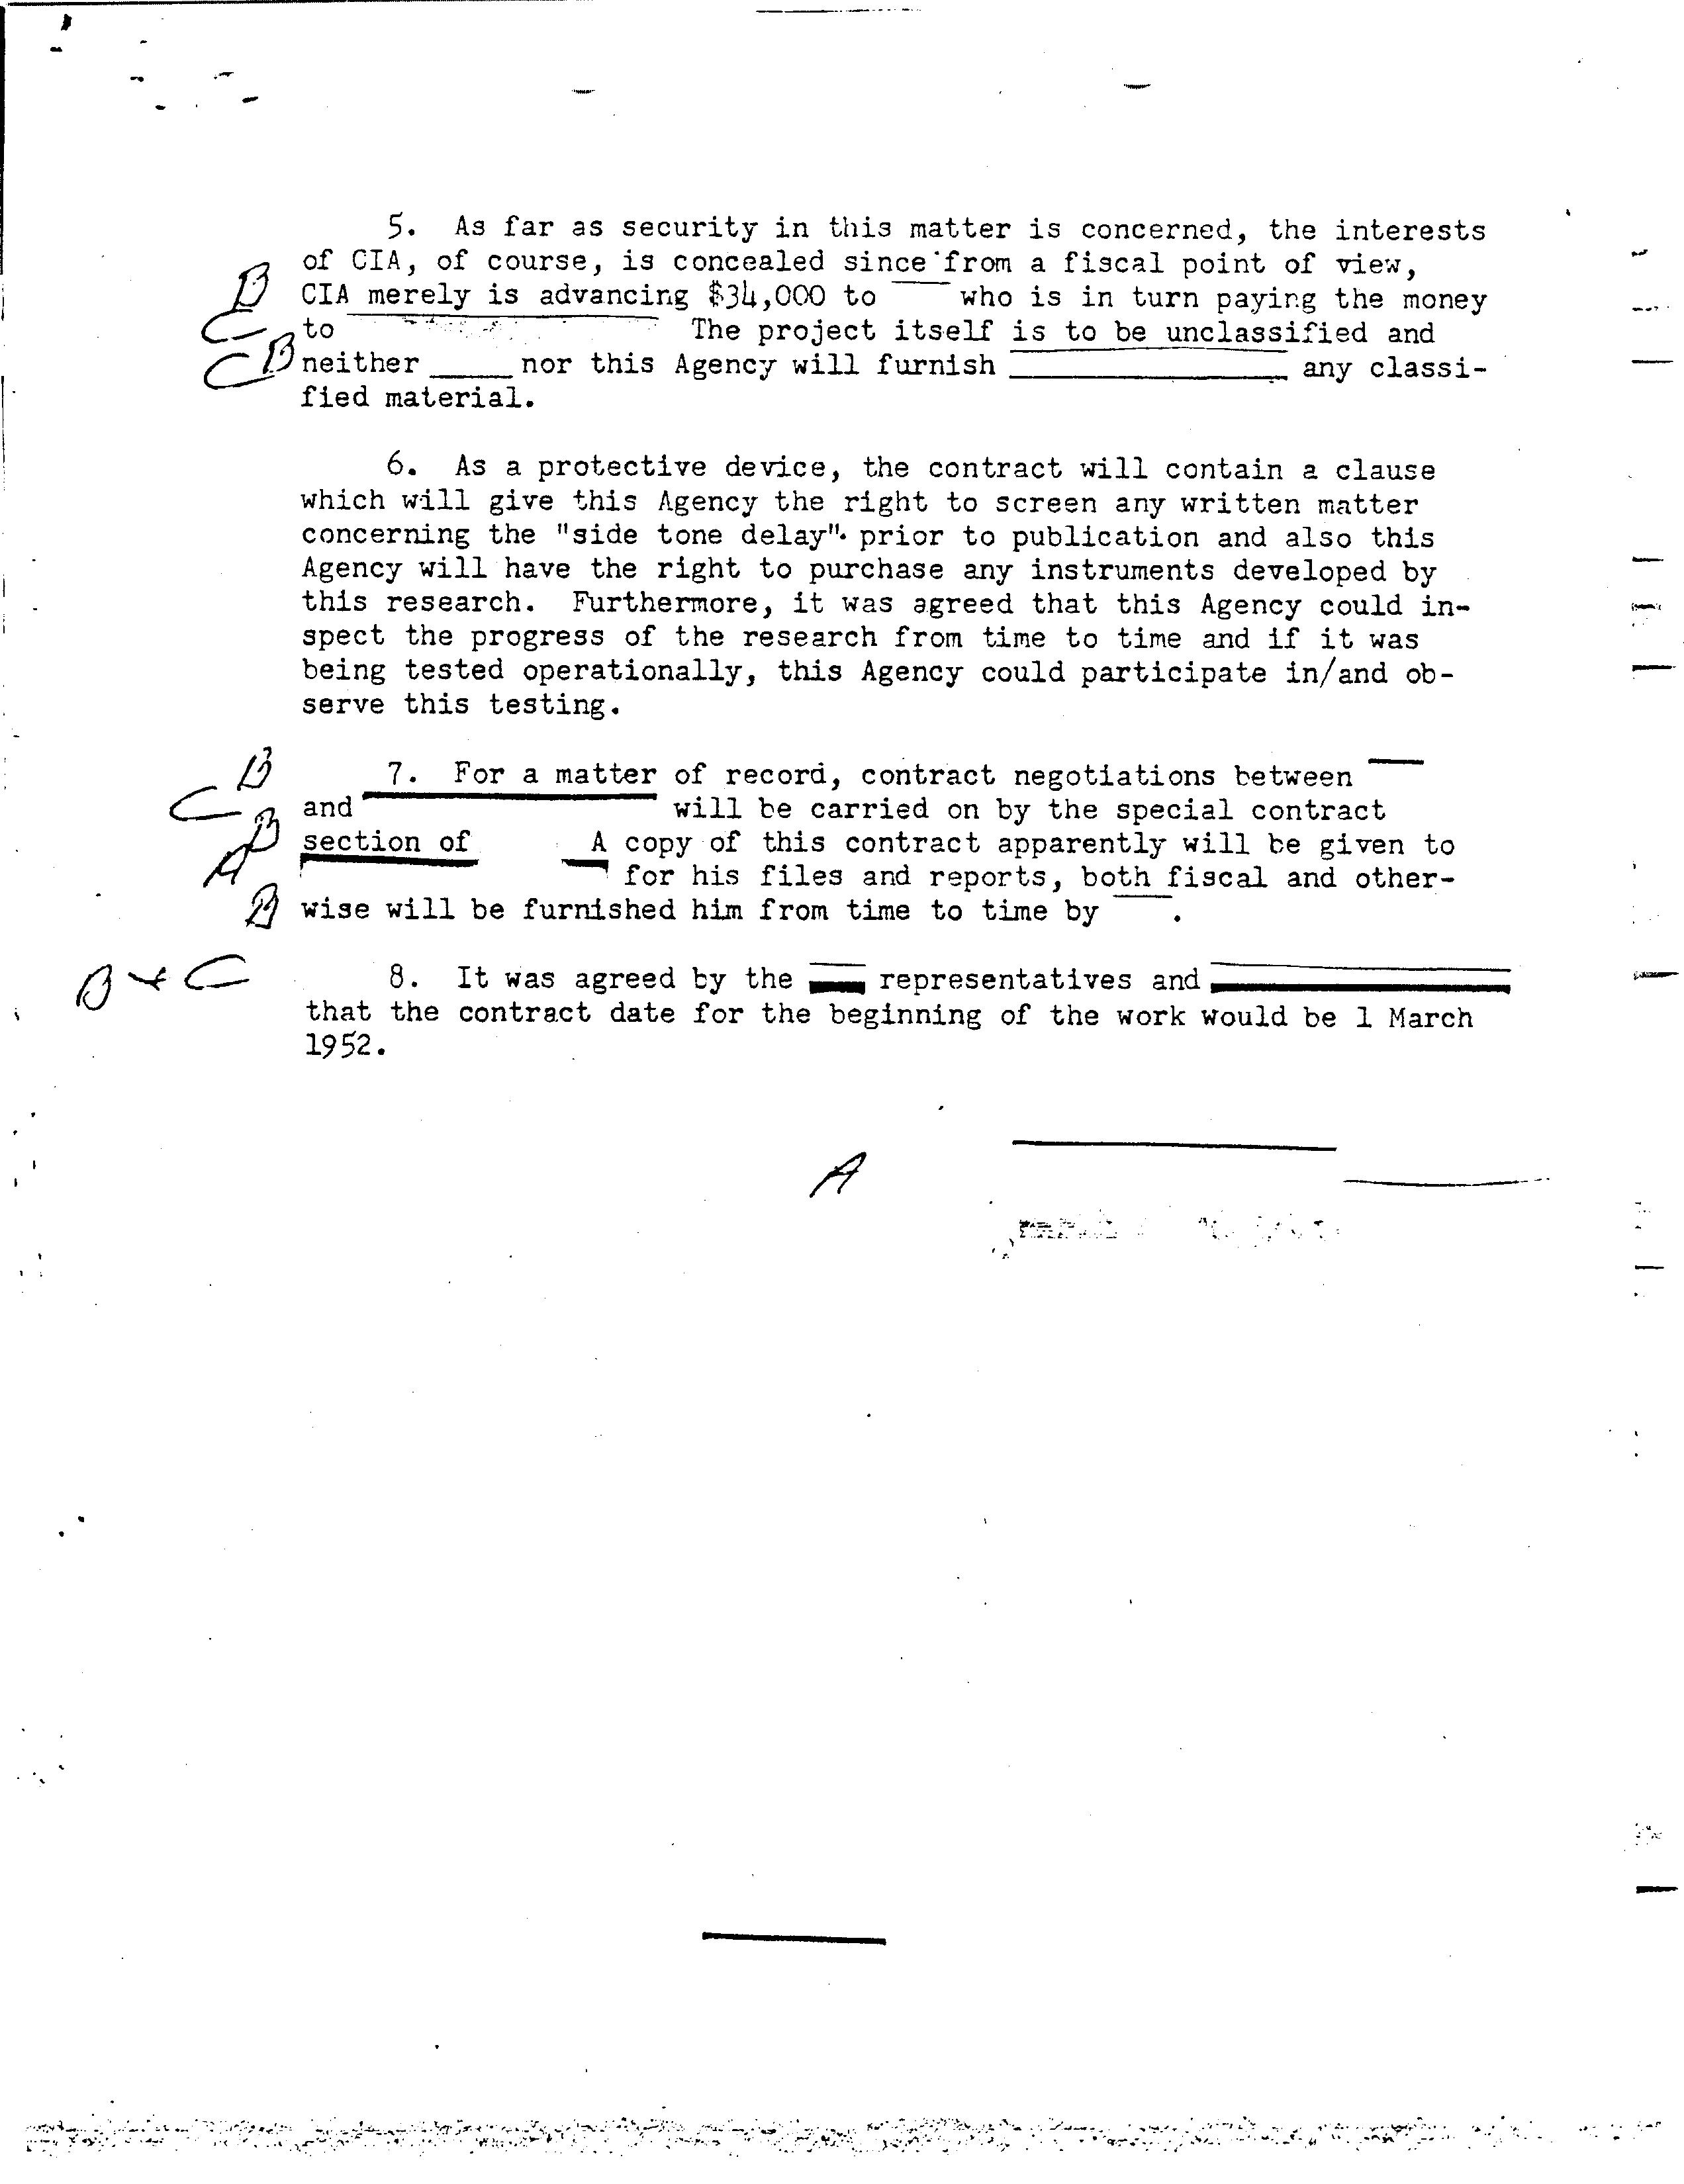 5. As far as security in this matter is concerned, the interests
of CIA, of course, is concealed since from a fiscal point of view,
B CIA merely is advancing $34,000 to who is in turn paying the money
C to The project itself is to be unclassified and
C B neither nor this Agency will furnish any classi-
fied material.
6. As a protective device, the contract will contain a clause
which will give this Agency the right to screen any written matter
concerning the "side tone delay" prior to publication and also this
Agency will have the right to purchase any instruments developed by
this research. Furthermore, it was agreed that this Agency could in-
spect the progress of the research from time to time and if it was
being tested operationally, this Agency could participate in/and ob-
serve this testing.
B 7. For a matter of record, contract negotiations between
C and will be carried on by the special contract
B section of A copy of this contract apparently will be given to
A for his files and reports, both fiscal and other-
B wise will be furnished him from time to time by .
B + C 8. It was agreed by the representatives and
that the contract date for the beginning of the work would be 1 March
1952.
A